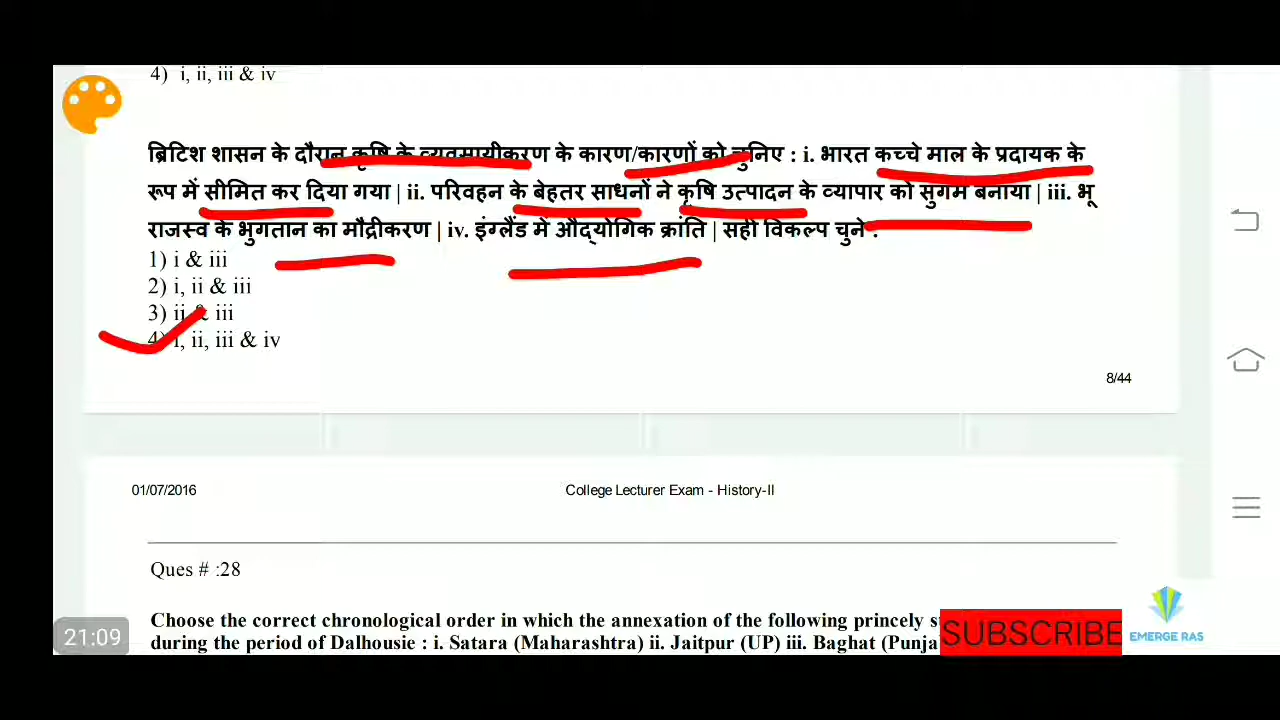 4) i, ii, iii & iv
ब्रिटिश शासन के दौरान कृषि के व्यवसायीकरण के कारण/कारणों को चुनिए : i. भारत कच्चे माल के प्रदायक के
रूप में सीमित कर दिया गया | ii. परिवहन के बेहतर साधनों ने कृषि उत्पादन के व्यापार को सुगम बनाया | iii. भू
राजस्व के भुगतान का मौद्रीकरण | iv. इंग्लैंड मे औद्योगिक क्रांति | सही विकल्प चुने :
1) i & iii
2) i, ii & iii
3) ii & iii
4) i, ii, iii & iv
8/44
01/07/2016 College Lecturer Exam - History-II
Ques # :28
Choose the correct chronological order in which the annexation of the following princely
during the period of Dalhousie : i. Satara (Maharashtra) ii. Jaitpur (UP) iii. Baghat
SUBSCRIBE
EMERGE RAS
21:09